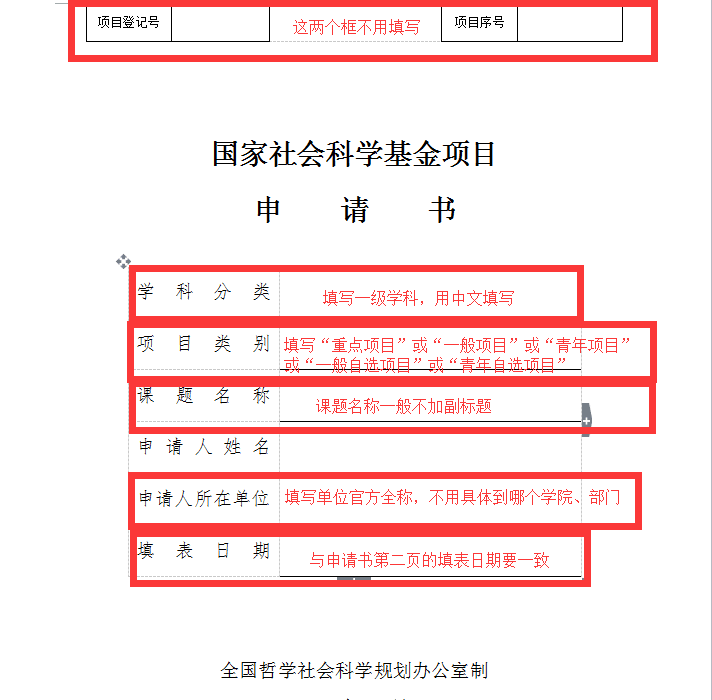 项目登记号 这两个框不用填写 项目序号
国家社会科学基金项目
申 请 书
学科分类 填写一级学科，用中文填写
项目类别 填写“重点项目”或“一般项目”或“青年项目”
或“一般自选项目”或“青年自选项目”
课题名称 课题名称一般不加副标题
申请人姓名
申请人所在单位 填写单位官方全称，不用具体到哪个学院、部门
填表日期 与申请书第二页的填表日期要一致
全国哲学社会科学规划办公室制